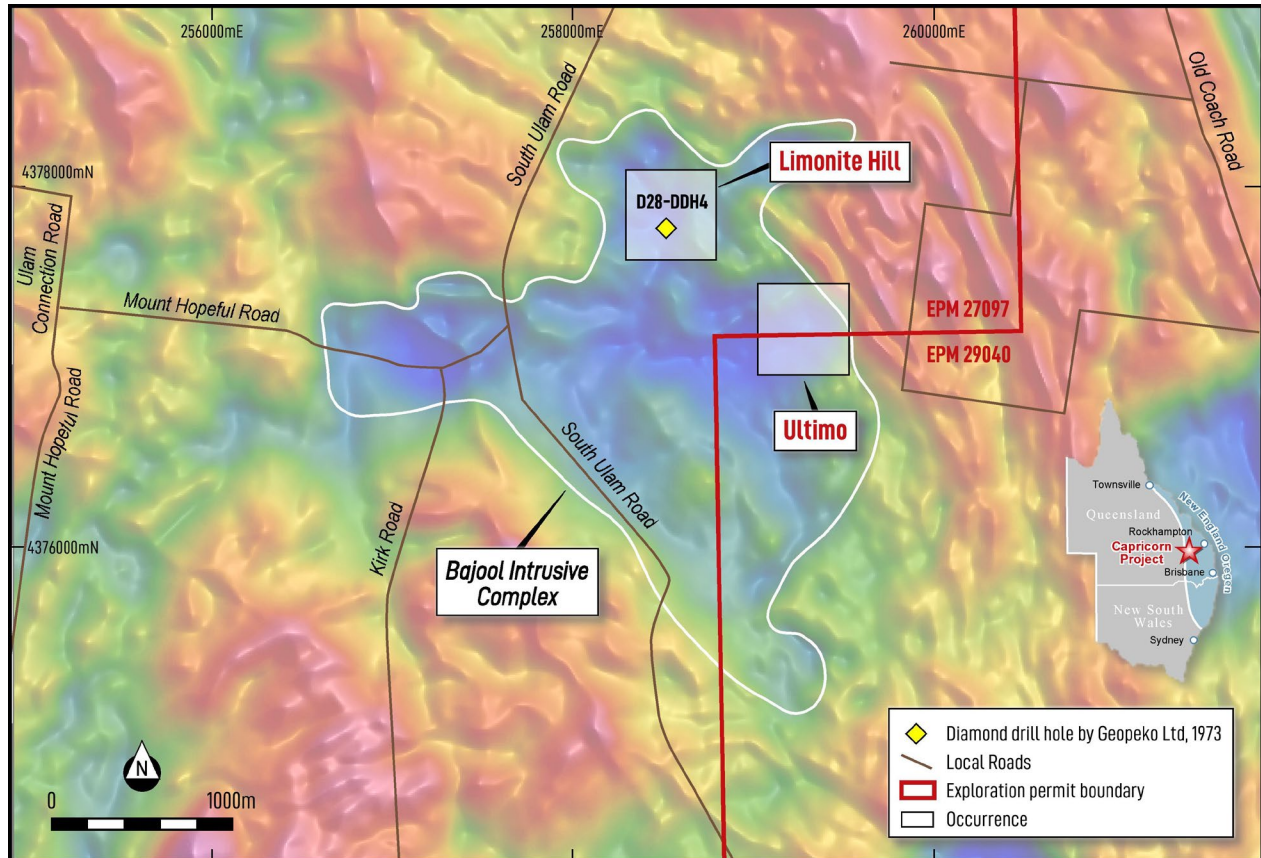 256000mE
258000mE
260000mE
4378000mN
4376000mN
South Ulam Road
Old Coach Road
Limonite Hill
D28-DDH4
Ulam
Connection Road
Mount Hopeful Road
Mount Hopeful Road
EPM 27097
EPM 29040
Ultimo
South Ulam Road
Kirk Road
Bajool Intrusive
Complex
Townsville
Queensland
New England Oregen
Rockhampton
Capricorn
Project
Brisbane
New South
Wales
Sydney
N
0 1000m
Diamond drill hole by Geopeko Ltd, 1973
Local Roads
Exploration permit boundary
Occurrence